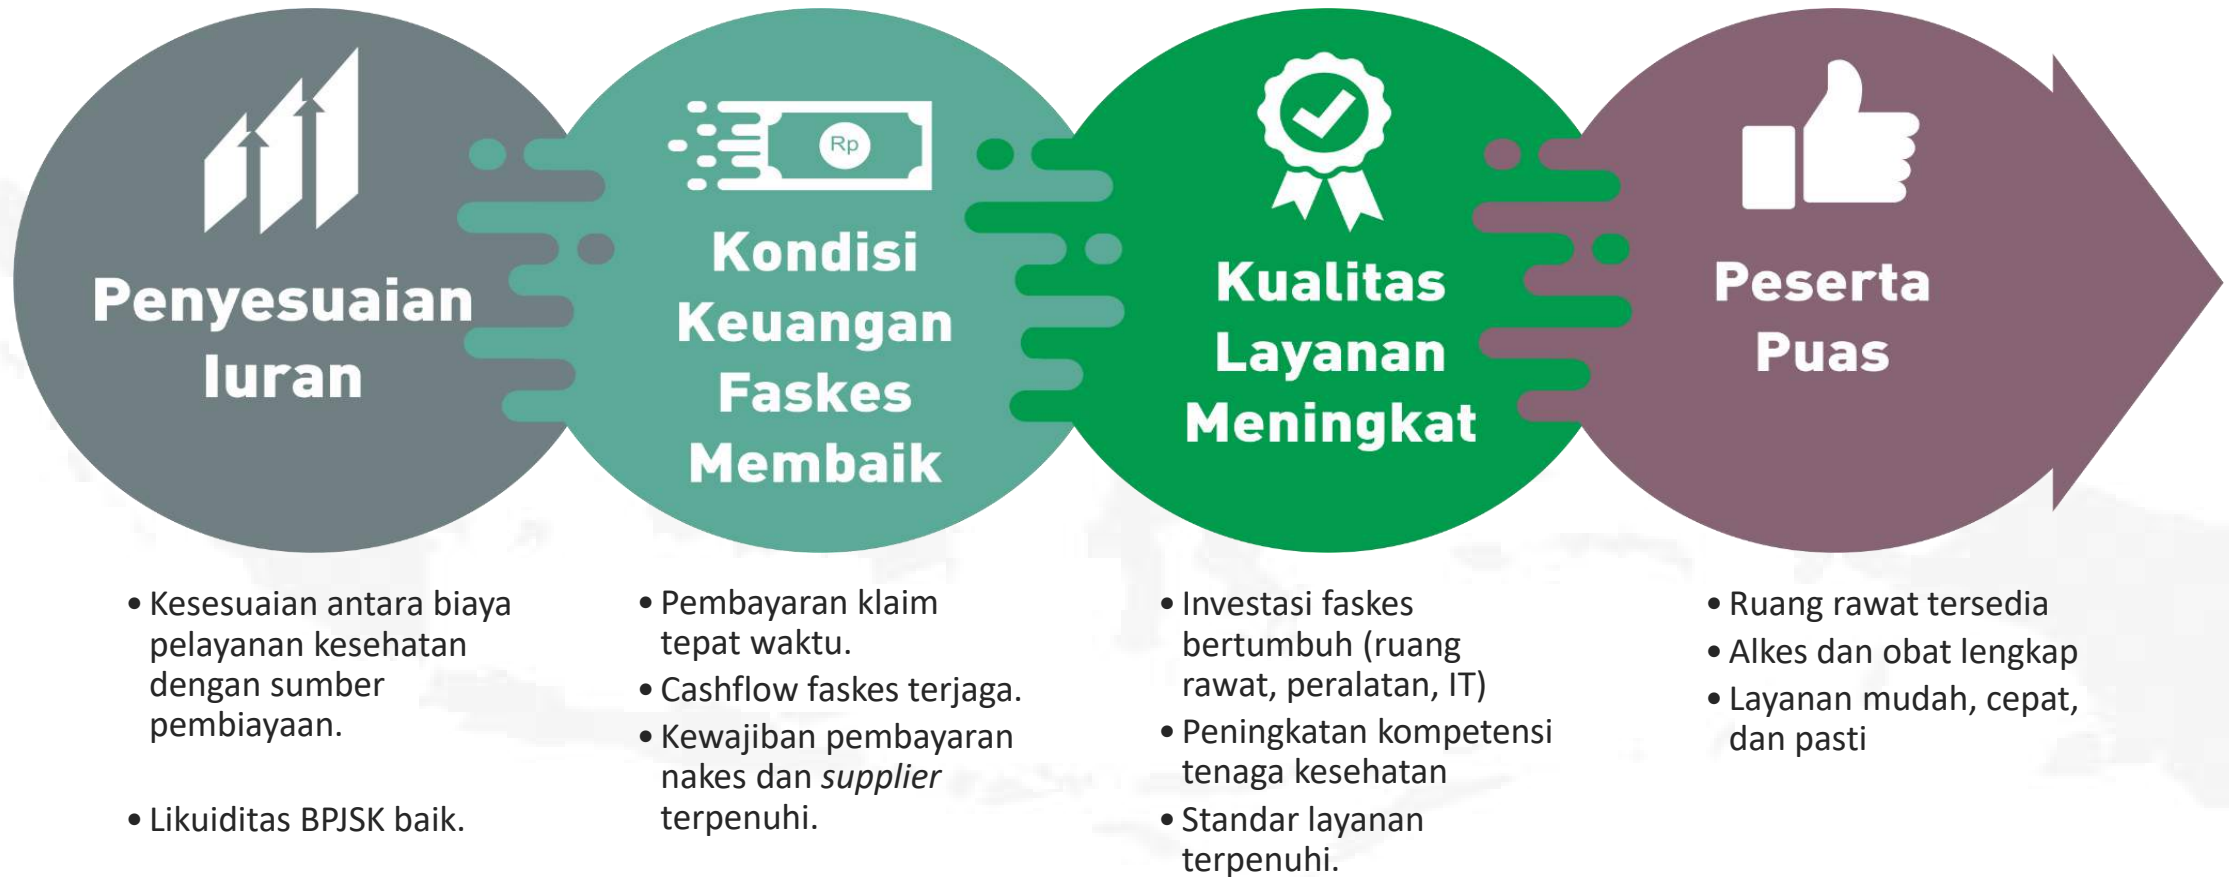 Penyesuaian
Iuran
Rp
Kondisi
Keuangan
Faskes
Membaik
Kualitas
Layanan
Meningkat
Peserta
Puas
• Kesesuaian antara biaya
pelayanan kesehatan
dengan sumber
pembiayaan.
• Likuiditas BPJSK baik.
• Pembayaran klaim
tepat waktu.
• Cashflow faskes terjaga.
• Kewajiban pembayaran
nakes dan supplier
terpenuhi.
• Investasi faskes
bertumbuh (ruang
rawat, peralatan, IT)
• Peningkatan kompetensi
tenaga kesehatan
• Standar layanan
terpenuhi.
• Ruang rawat tersedia
• Alkes dan obat lengkap
• Layanan mudah, cepat,
dan pasti